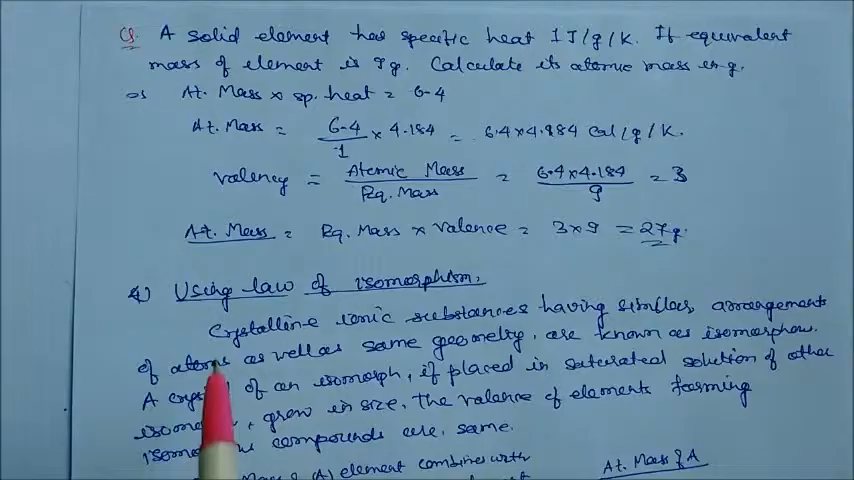 Q. A solid element has specific heat 1 J/g/K. If equivalent
mass of element is 9g. Calculate its atomic mass in g.
At. Mass × sp. heat = 6.4
At. Mass = 6.4/1 × 4.184 = 6.4×4.184 Cal/g/K.
Valency = Atomic Mass/Eq. Mass = 6.4×4.184/9 = 3
At. Mass = Eq. Mass × Valence = 3×9 = 27g.
4) Using law of isomorphism.
Crystalline ionic substances having similar arrangements
of atoms as well as same geometry, are known as isomorphous.
A of an isomorph, if placed in saturated solution of other
, grow in size. The valence of elements forming
compounds are same.
(A) element combines with
At. Mass of A